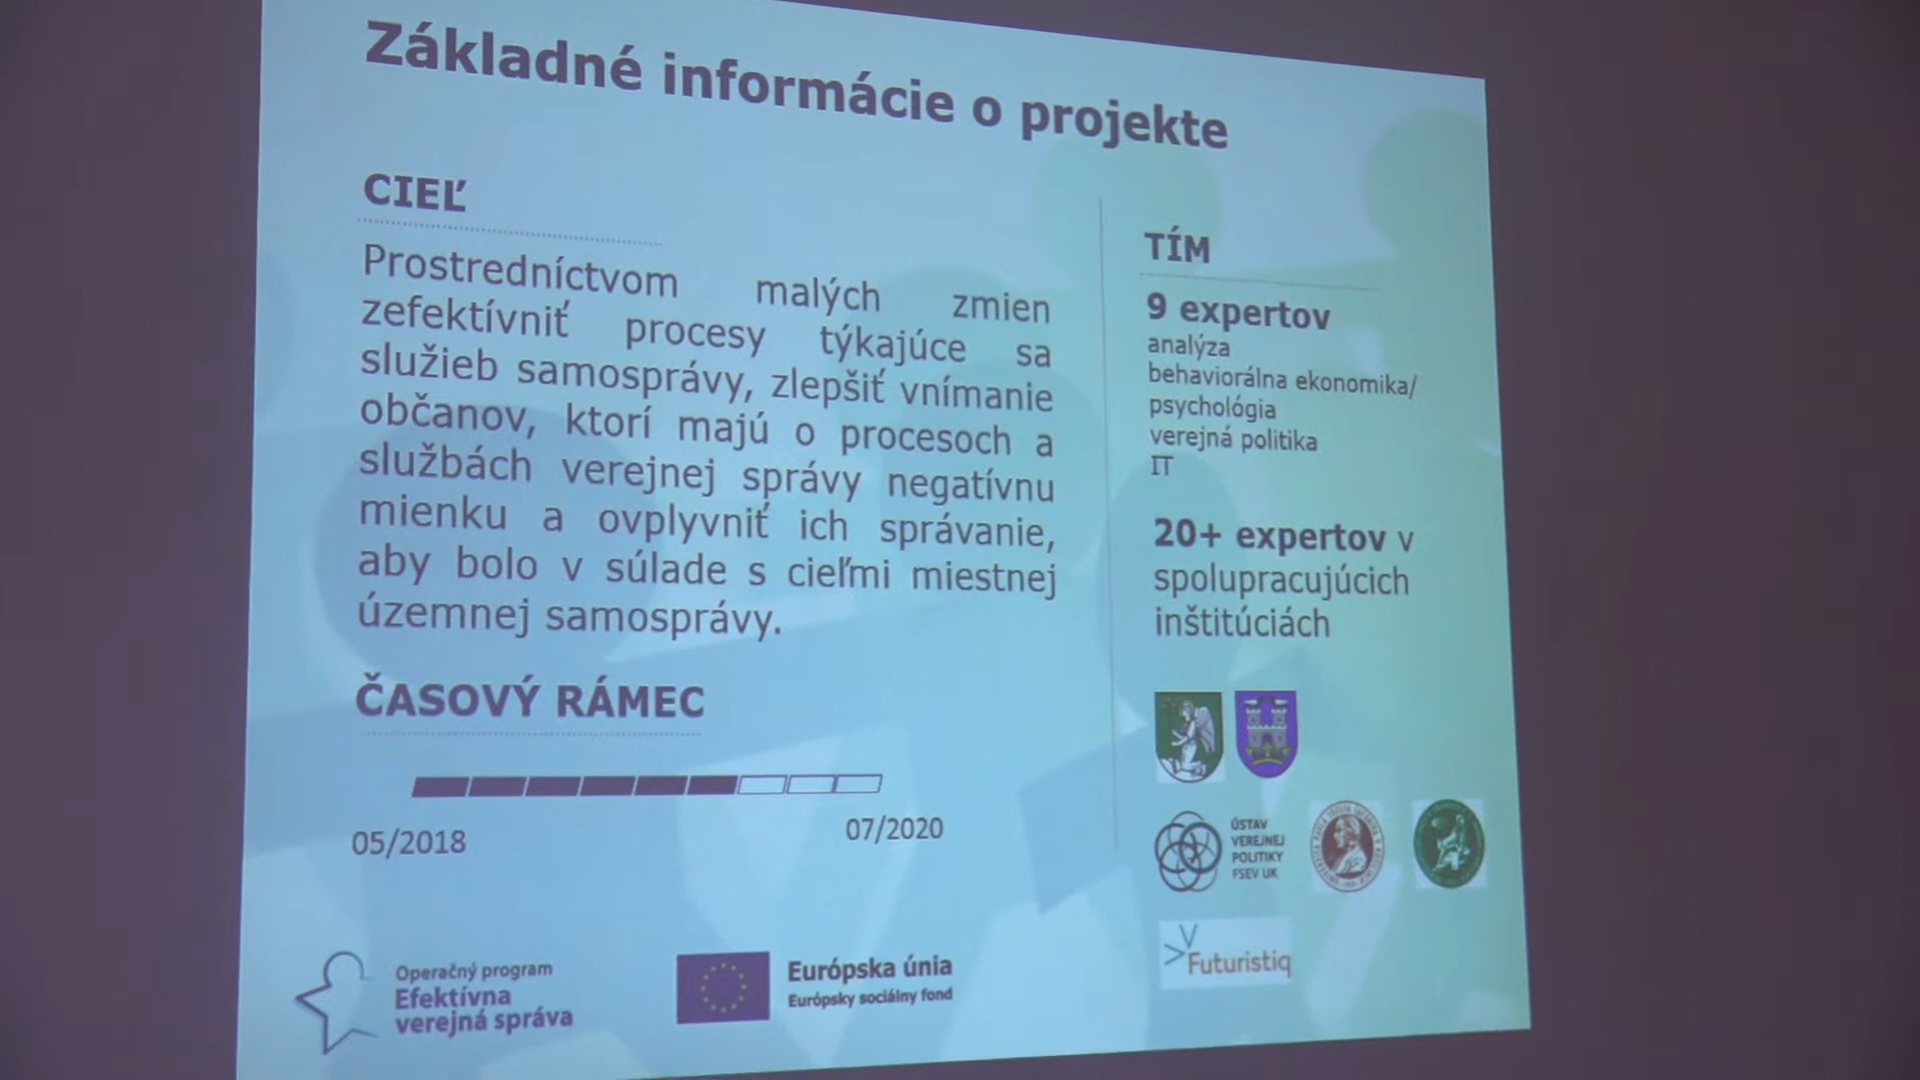 Základné informácie o projekte
CIEĽ
Prostredníctvom malých zmien
zefektívniť procesy týkajúce sa
služieb samosprávy, zlepšiť vnímanie
občanov, ktorí majú o procesoch a
službách verejnej správy negatívnu
mienku a ovplyvniť ich správanie,
aby bolo v súlade s cieľmi miestnej
územnej samosprávy.
ČASOVÝ RÁMEC
05/2018
07/2020
Operačný program
Efektívna
verejná správa
Európska únia
Európsky sociálny fond
TÍM
9 expertov
analýza
behaviorálna ekonomika/
psychológia
verejná politika
IT
20+ expertov v
spolupracujúcich
inštitúciách
ÚSTAV
VEREJNEJ
POLITIKY
FSEV UK
Futuristiq